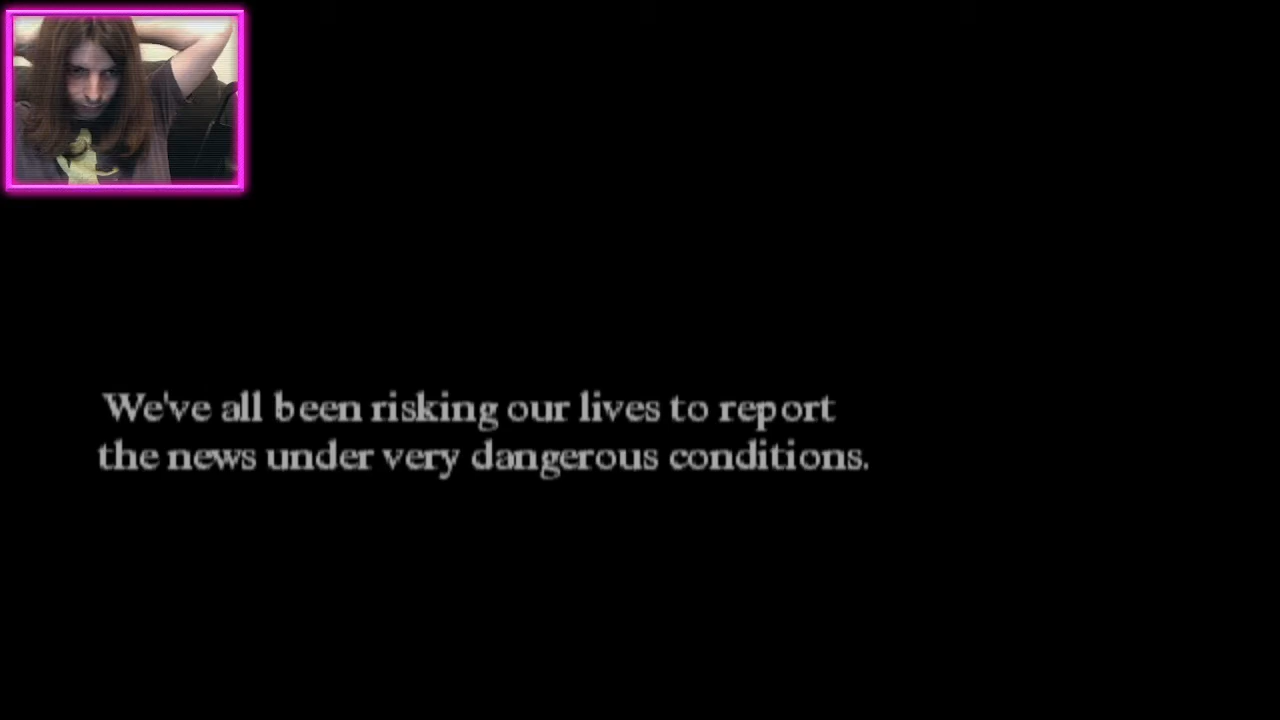 We've all been risking our lives to report
the news under very dangerous conditions.